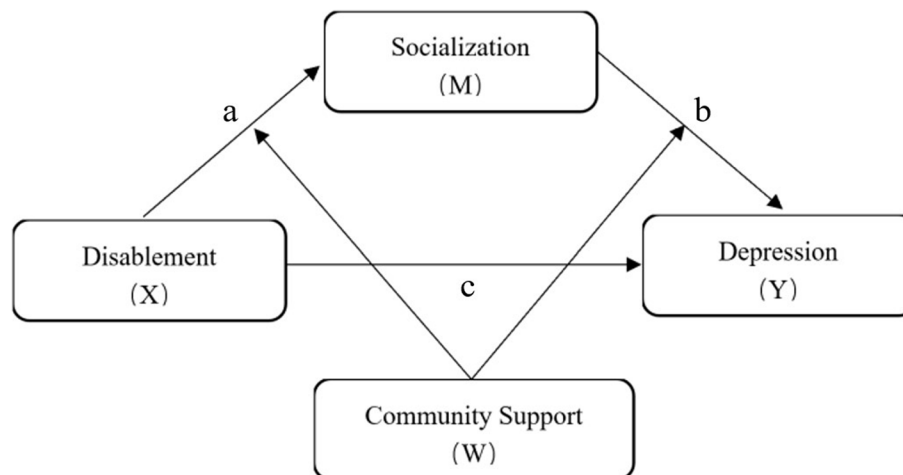 Socialization
(M)
a
b
Disablement
(X)
Depression
(Y)
c
Community Support
(W)